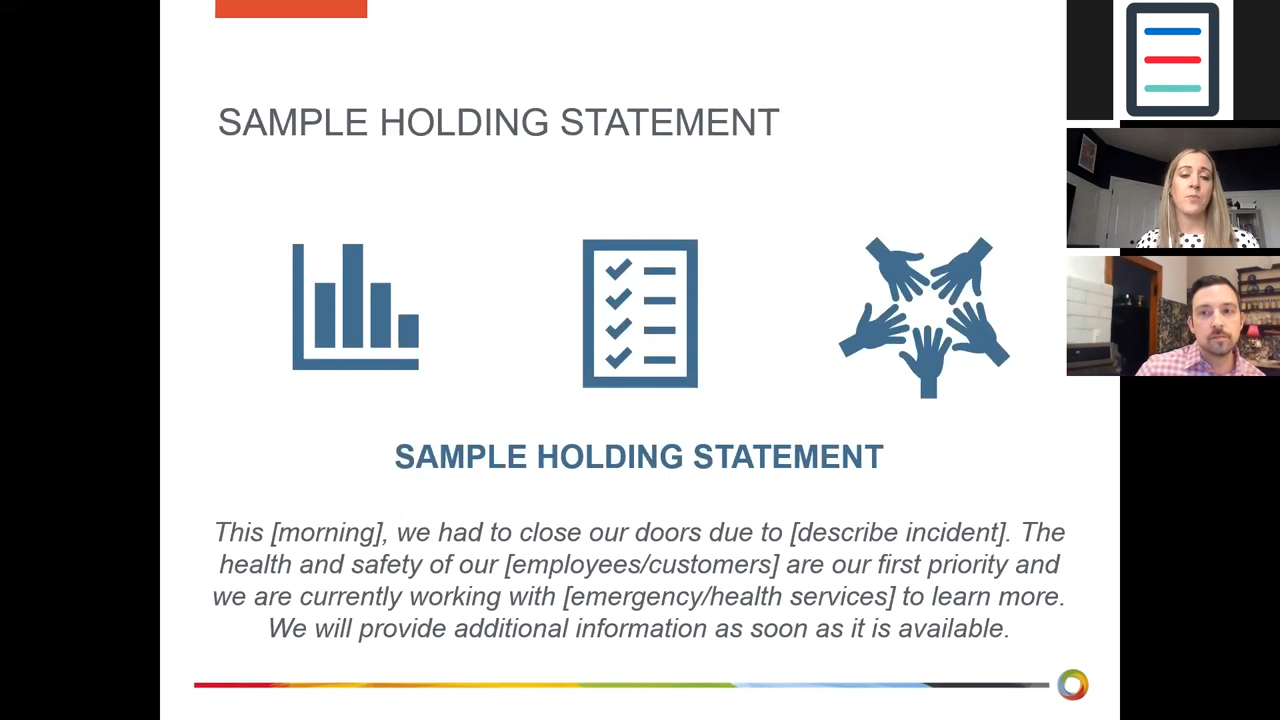 SAMPLE HOLDING STATEMENT
SAMPLE HOLDING STATEMENT
This [morning], we had to close our doors due to [describe incident]. The
health and safety of our [employees/customers] are our first priority and
we are currently working with [emergency/health services] to learn more.
We will provide additional information as soon as it is available.